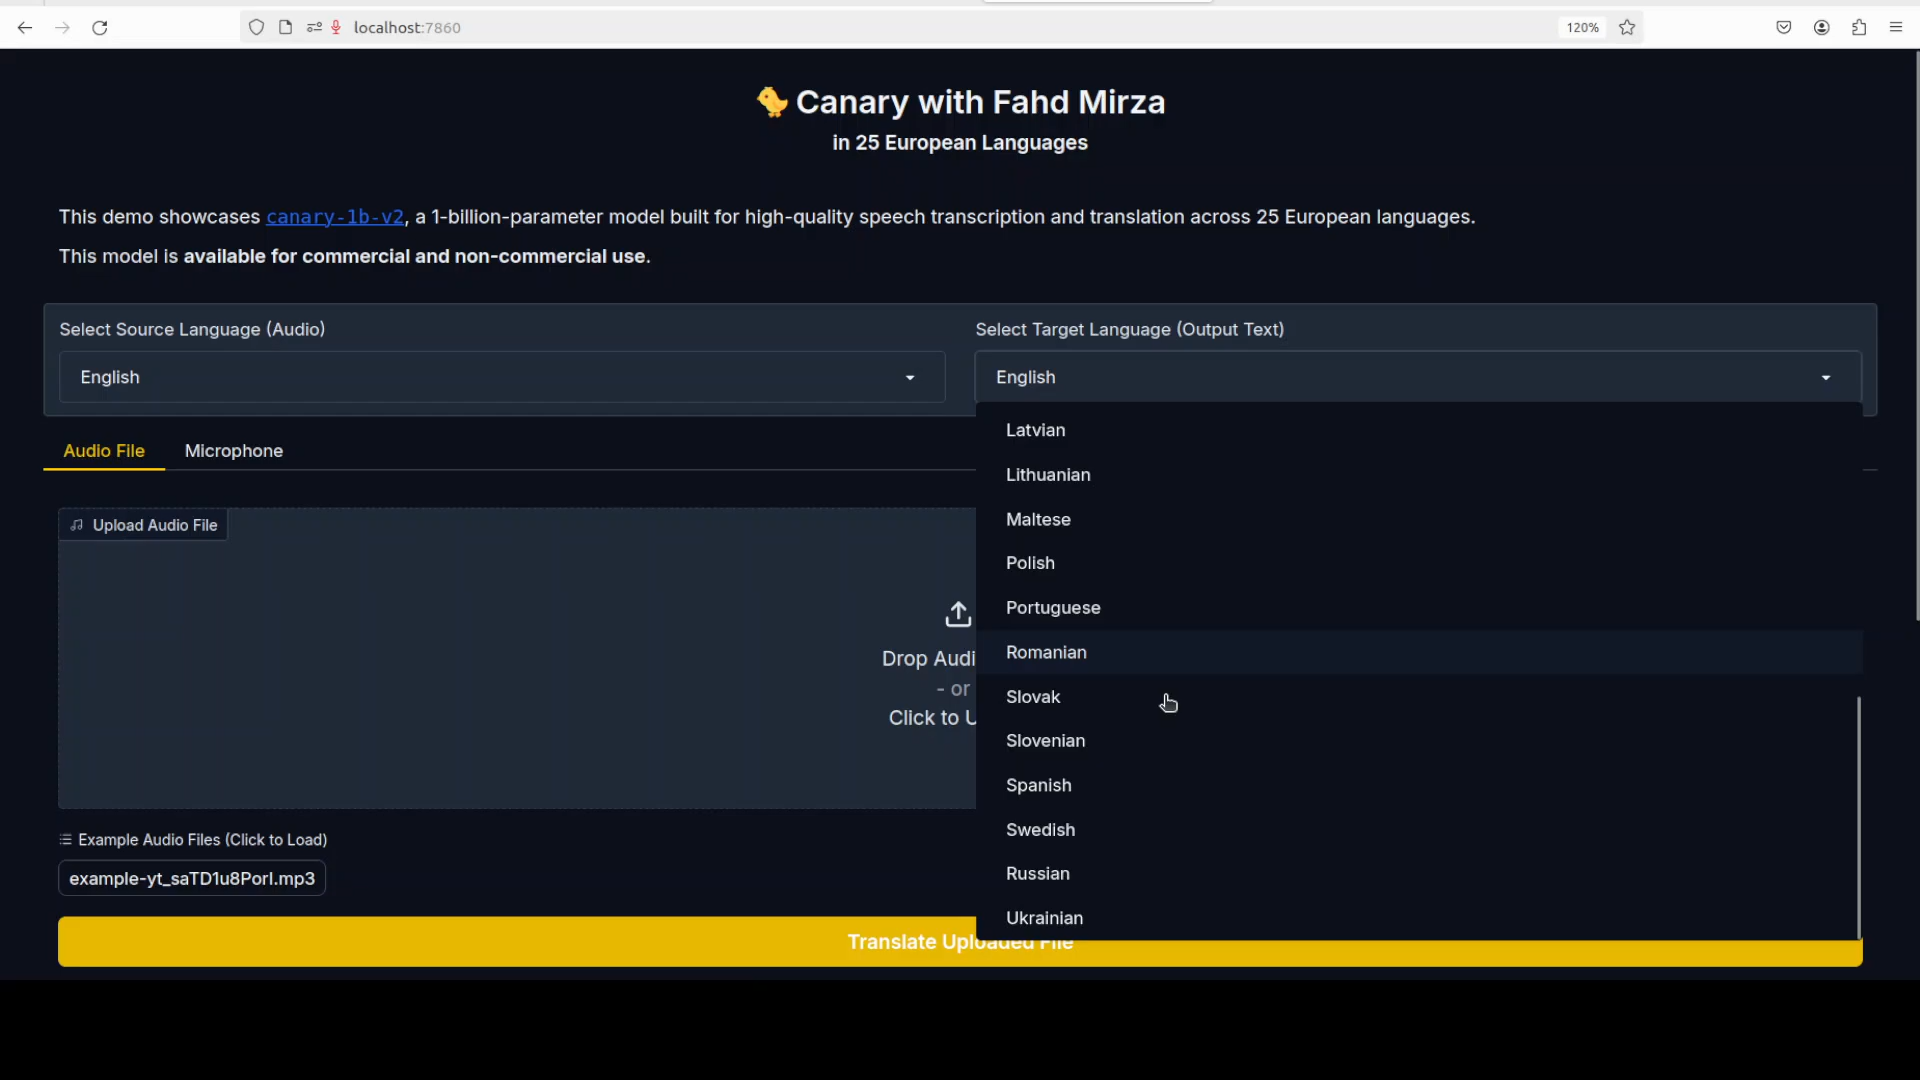 localhost:7860
120%
Canary with Fahd Mirza
in 25 European Languages
This demo showcases canary-1b-v2, a 1-billion-parameter model built for high-quality speech transcription and translation across 25 European languages.
This model is available for commercial and non-commercial use.
Select Source Language (Audio)
English
Select Target Language (Output Text)
English
Latvian
Lithuanian
Maltese
Polish
Portuguese
Romanian
Slovak
Slovenian
Spanish
Swedish
Russian
Ukrainian
Audio File
Microphone
Upload Audio File
Drop Audi
- or
Click to U
Example Audio Files (Click to Load)
example-yt_saTD1u8PorI.mp3
Translate Uploaded File